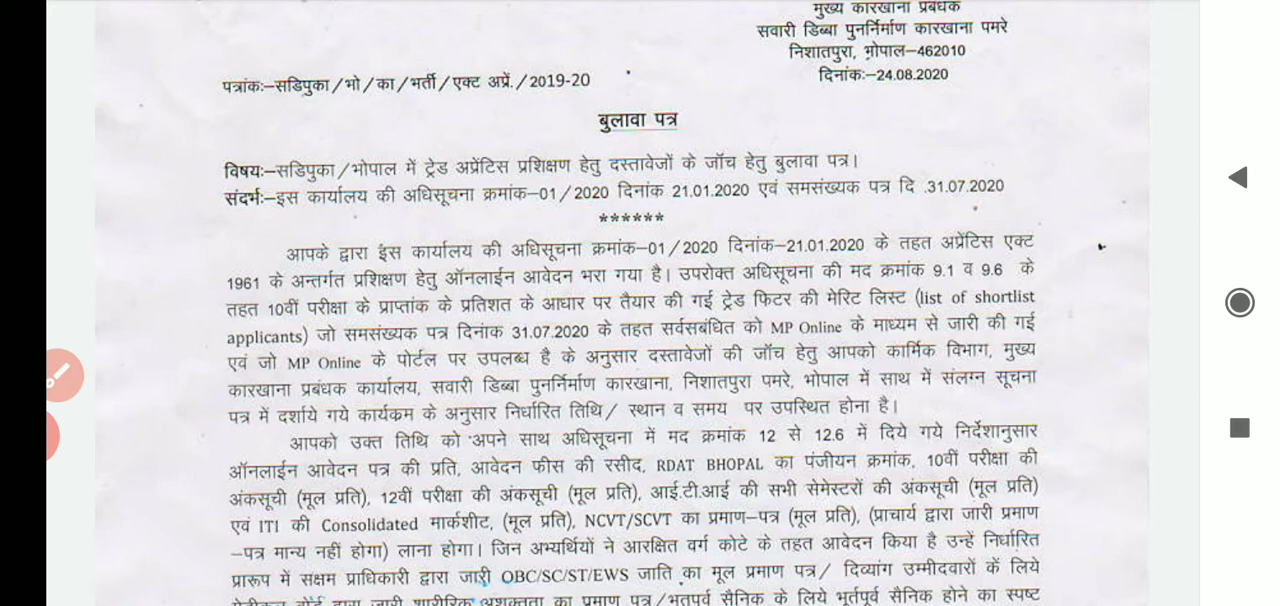 मुख्य कारखाना प्रबंधक
सवारी डिब्बा पुनर्निर्माण कारखाना पमरे
निशातपुरा, भोपाल–462010
दिनांकः–24.08.2020
पत्रांकः–सडिपुका/भो/का/भर्ती/एक्ट अप्रें./2019-20
बुलावा पत्र
विषयः–सडिपुका/भोपाल में ट्रेड अप्रेंटिस प्रशिक्षण हेतु दस्तावेजों के जॉच हेतु बुलावा पत्र।
संदर्भः–इस कार्यालय की अधिसूचना क्रमांक–01/2020 दिनांक 21.01.2020 एवं समसंख्यक पत्र दि .31.07.2020
******
आपके द्वारा इस कार्यालय की अधिसूचना क्रमांक–01/2020 दिनांक–21.01.2020 के तहत अप्रेंटिस एक्ट
1961 के अन्तर्गत प्रशिक्षण हेतु ऑनलाईन आवेदन भरा गया है। उपरोक्त अधिसूचना की मद क्रमांक 9.1 व 9.6 के
तहत 10वीं परीक्षा के प्राप्तांक के प्रतिशत के आधार पर तैयार की गई ट्रेड फिटर की मेरिट लिस्ट (list of shortlist
applicants) जो समसंख्यक पत्र दिनांक 31.07.2020 के तहत सर्वसबंधित को MP Online के माध्यम से जारी की गई
एवं जो MP Online के पोर्टल पर उपलब्ध है के अनुसार दस्तावेजों की जॉच हेतु आपको कार्मिक विभाग, मुख्य
कारखाना प्रबंधक कार्यालय, सवारी डिब्बा पुनर्निर्माण कारखाना, निशातपुरा पमरे, भोपाल में साथ में संलग्न सूचना
पत्र में दर्शाये गये कार्यक्रम के अनुसार निर्धारित तिथि/ स्थान व समय पर उपस्थित होना है।
आपको उक्त तिथि को अपने साथ अधिसूचना में मद क्रमांक 12 से 12.6 में दिये गये निर्देशानुसार
ऑनलाईन आवेदन पत्र की प्रति, आवेदन फीस की रसीद, RDAT BHOPAL का पंजीयन क्रमांक, 10वीं परीक्षा की
अंकसूची (मूल प्रति), 12वीं परीक्षा की अंकसूची (मूल प्रति), आई.टी.आई की सभी सेमेस्टरों की अंकसूची (मूल प्रति)
एवं ITI की Consolidated मार्कशीट, (मूल प्रति), NCVT/SCVT का प्रमाण–पत्र (मूल प्रति), (प्राचार्य द्वारा जारी प्रमाण
–पत्र मान्य नहीं होगा) लाना होगा। जिन अभ्यर्थियों ने आरक्षित वर्ग कोटे के तहत आवेदन किया है उन्हें निर्धारित
प्रारूप में सक्षम प्राधिकारी द्वारा जारी OBC/SC/ST/EWS जाति का मूल प्रमाण पत्र/ दिव्यांग उम्मीदवारों के लिये
मेडीकल बोर्ड द्वारा जारी शारीरिक अशक्तता का प्रमाण पत्र/भूतपूर्व सैनिक के लिये भूर्तपूर्व सैनिक होने का स्पष्ट